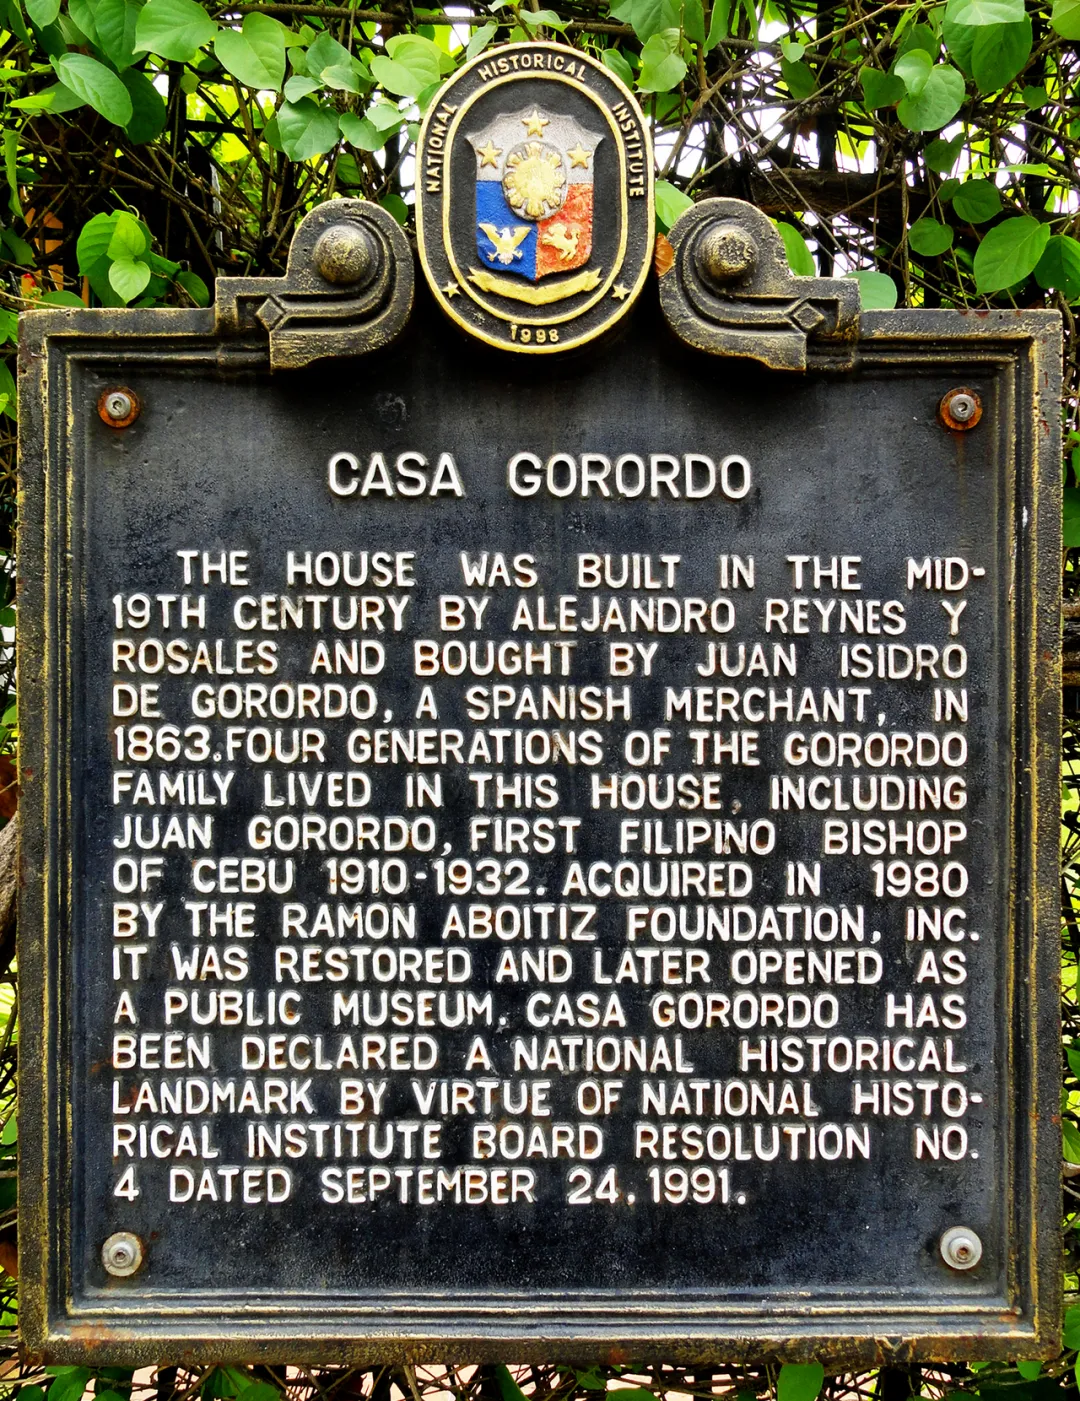 NATIONAL HISTORICAL INSTITUTE
1998
CASA GORORDO
THE HOUSE WAS BUILT IN THE MID-
19TH CENTURY BY ALEJANDRO REYNES Y
ROSALES AND BOUGHT BY JUAN ISIDRO
DE GORORDO, A SPANISH MERCHANT, IN
1863.FOUR GENERATIONS OF THE GORORDO
FAMILY LIVED IN THIS HOUSE, INCLUDING
JUAN GORORDO, FIRST FILIPINO BISHOP
OF CEBU 1910-1932. ACQUIRED IN 1980
BY THE RAMON ABOITIZ FOUNDATION, INC.
IT WAS RESTORED AND LATER OPENED AS
A PUBLIC MUSEUM. CASA GORORDO HAS
BEEN DECLARED A NATIONAL HISTORICAL
LANDMARK BY VIRTUE OF NATIONAL HISTO-
RICAL INSTITUTE BOARD RESOLUTION NO.
4 DATED SEPTEMBER 24, 1991.